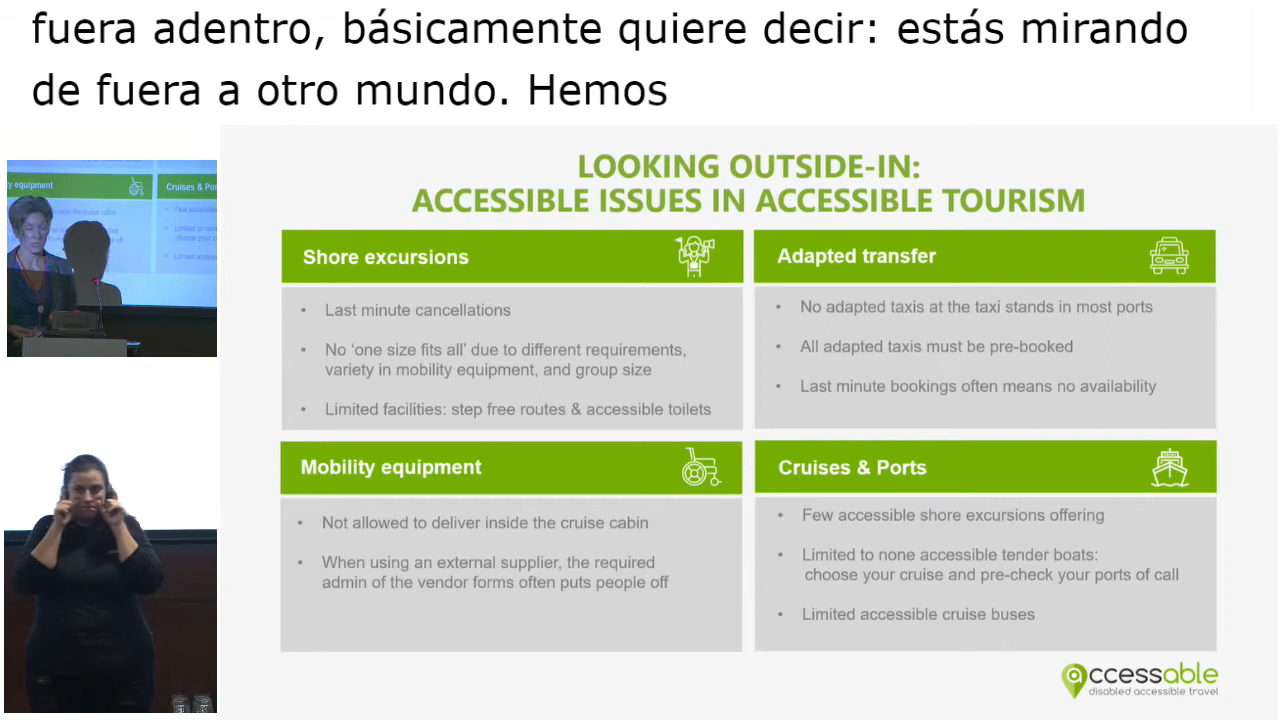 fuera adentro, básicamente quiere decir: estás mirando
de fuera a otro mundo. Hemos
LOOKING OUTSIDE-IN:
ACCESSIBLE ISSUES IN ACCESSIBLE TOURISM
Shore excursions
• Last minute cancellations
• No ‘one size fits all’ due to different requirements,
variety in mobility equipment, and group size
• Limited facilities: step free routes & accessible toilets
Adapted transfer
• No adapted taxis at the taxi stands in most ports
• All adapted taxis must be pre-booked
• Last minute bookings often means no availability
Mobility equipment
• Not allowed to deliver inside the cruise cabin
• When using an external supplier, the required
admin of the vendor forms often puts people off
Cruises & Ports
• Few accessible shore excursions offering
• Limited to none accessible tender boats:
choose your cruise and pre-check your ports of call
• Limited accessible cruise buses
accessable
disabled accessible travel
ly equipment
Cruises & Po